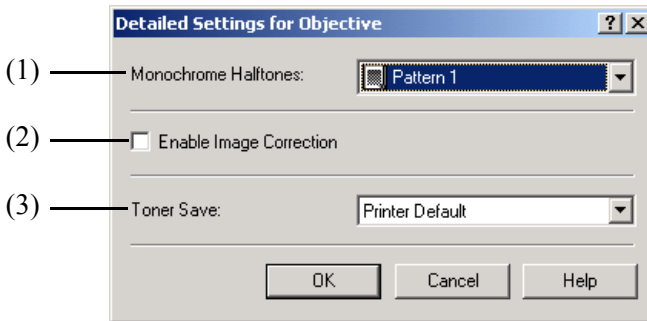 Detailed Settings for Objective
(1) Monochrome Halftones: Pattern 1
(2) Enable Image Correction
(3) Toner Save: Printer Default
OK Cancel Help